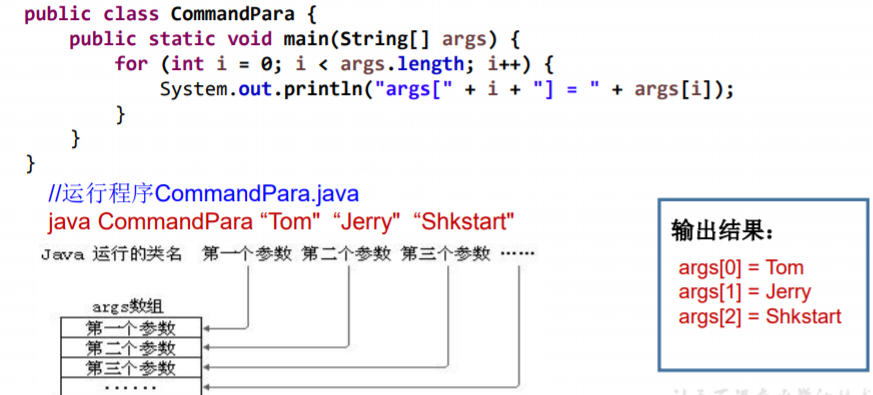 public class CommandPara {
public static void main(String[] args) {
for (int i = 0; i < args.length; i++) {
System.out.println("args[" + i + "] = " + args[i]);
}
}
}
//运行程序CommandPara.java
java CommandPara “Tom" “Jerry" “Shkstart"
Java 运行的类名 第一个参数 第二个参数 第三个参数 ……
args数组
第一个参数
第二个参数
第三个参数
······
输出结果：
args[0] = Tom
args[1] = Jerry
args[2] = Shkstart